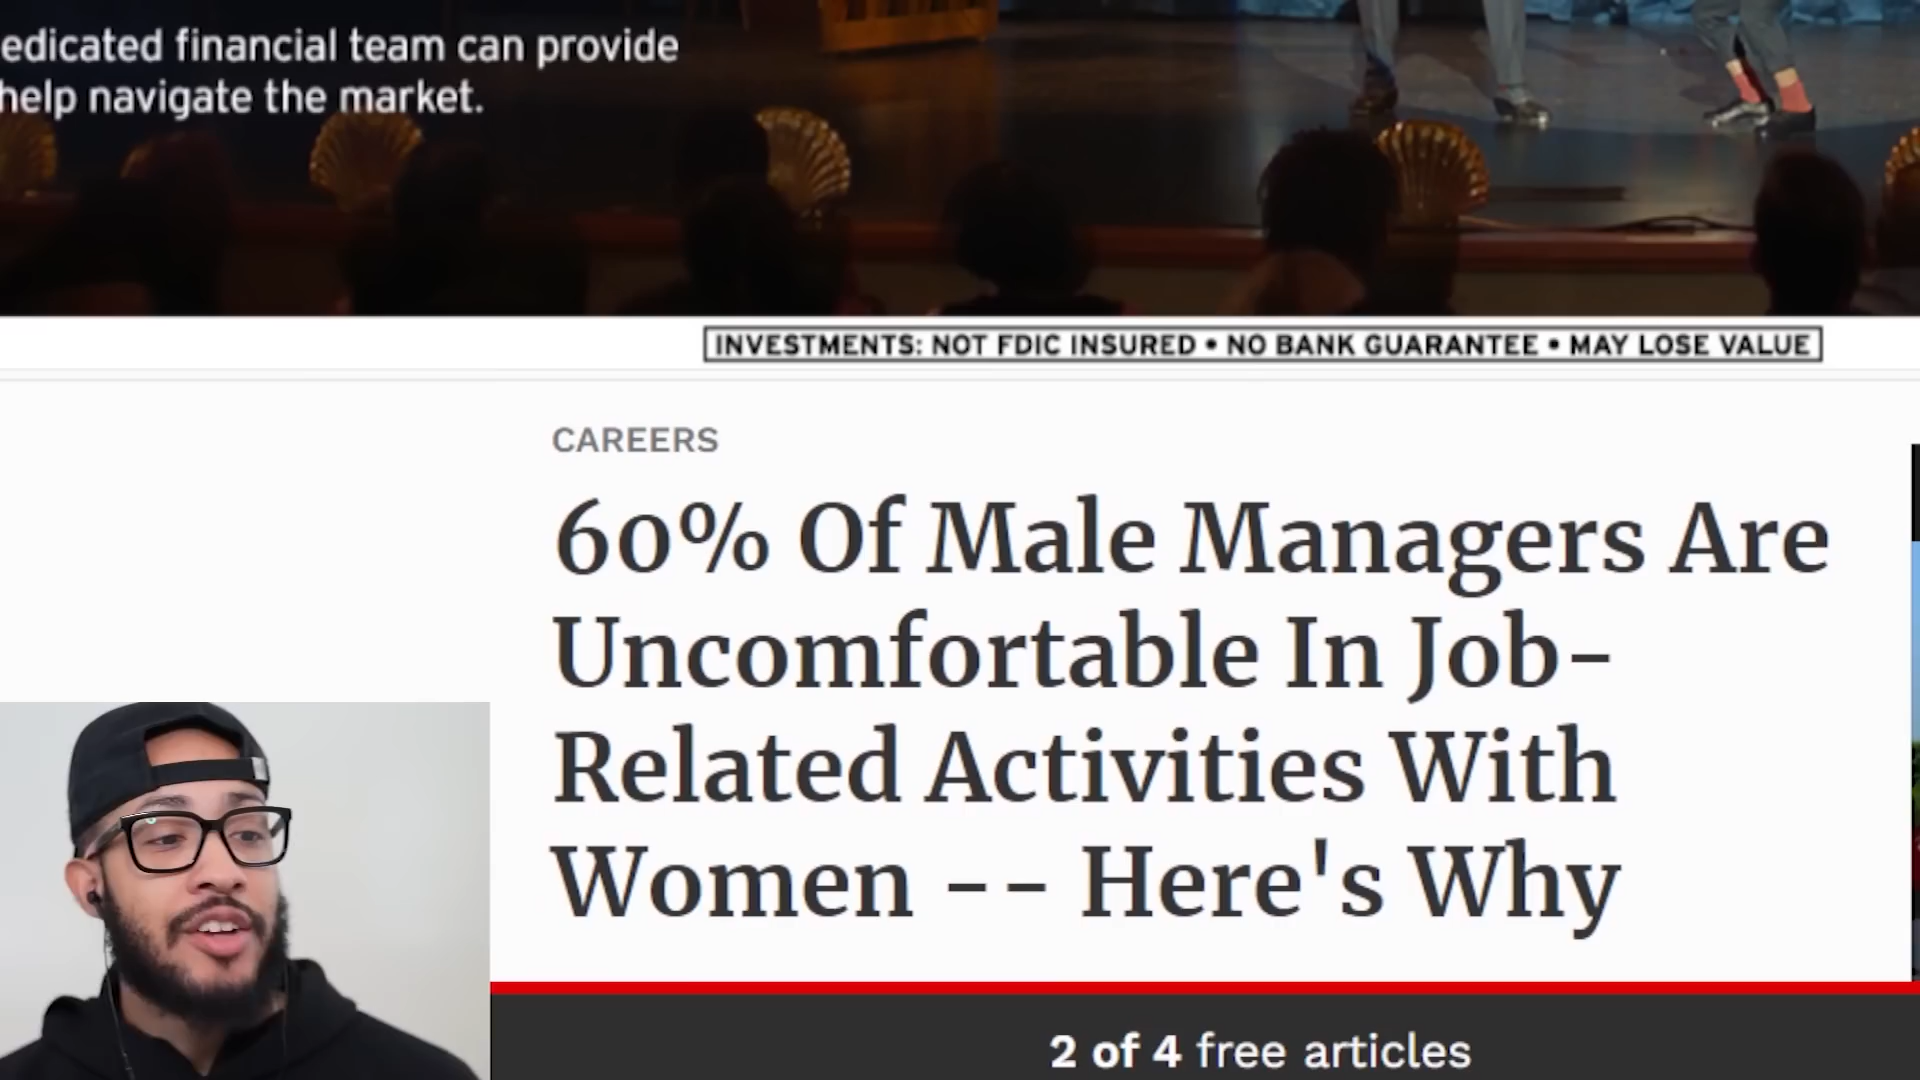 edicated financial team can provide
help navigate the market.
INVESTMENTS: NOT FDIC INSURED • NO BANK GUARANTEE • MAY LOSE VALUE
CAREERS
60% Of Male Managers Are
Uncomfortable In Job-
Related Activities With
Women -- Here's Why
2 of 4 free articles